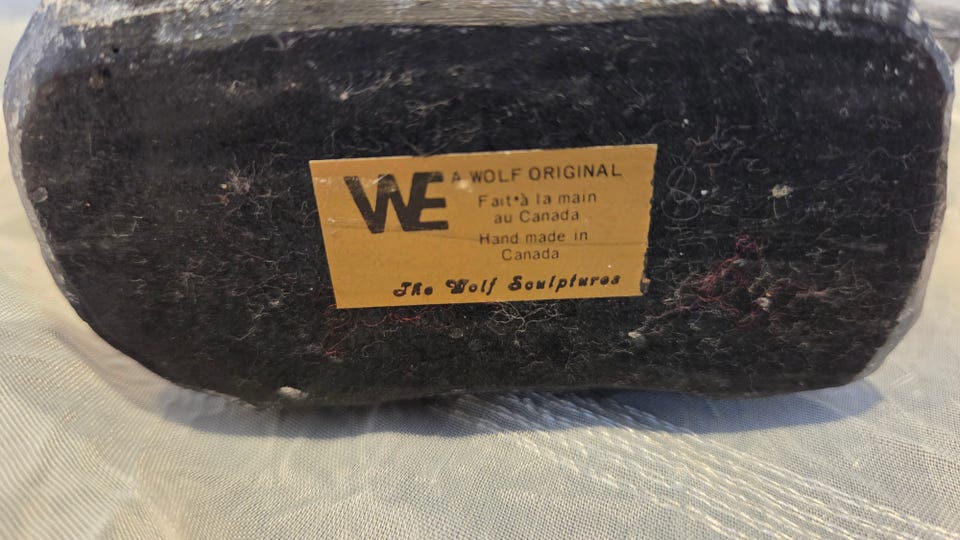 WE
A WOLF ORIGINAL
Fait à la main
au Canada
Hand made in
Canada
The Wolf Sculptures